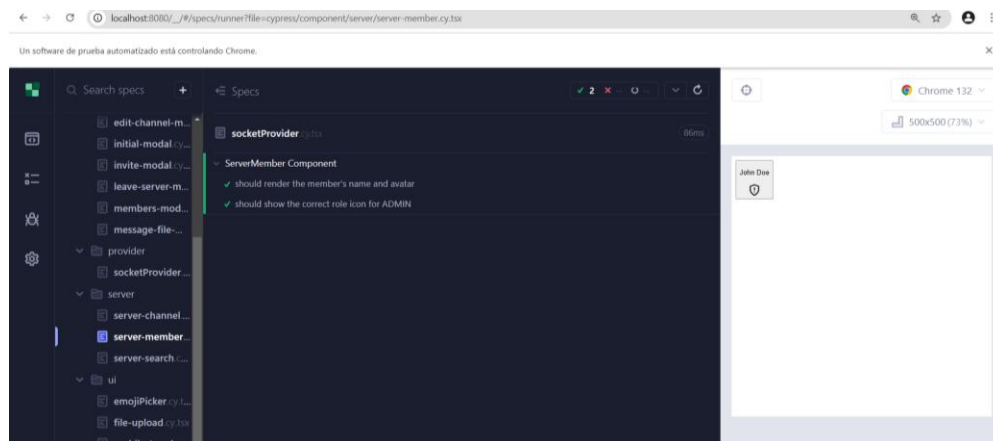 localhost:8080/__/#/specs/runner?file=cypress/component/server/server-member.cy.tsx
Un software de prueba automatizado está controlando Chrome.
Search specs +
Specs
2 -- --
Chrome 132
500x500 (73%)
edit-channel-m...
initial-modal.cy...
invite-modal.cy...
leave-server-m...
members-mod...
message-file-...
provider
socketProvider...
server
server-channel...
server-member...
server-search.c...
ui
emojiPicker.cy.t...
file-upload.cy.tsx
socketProvider.cy.tsx 86ms
ServerMember Component
should render the member's name and avatar
should show the correct role icon for ADMIN
John Doe